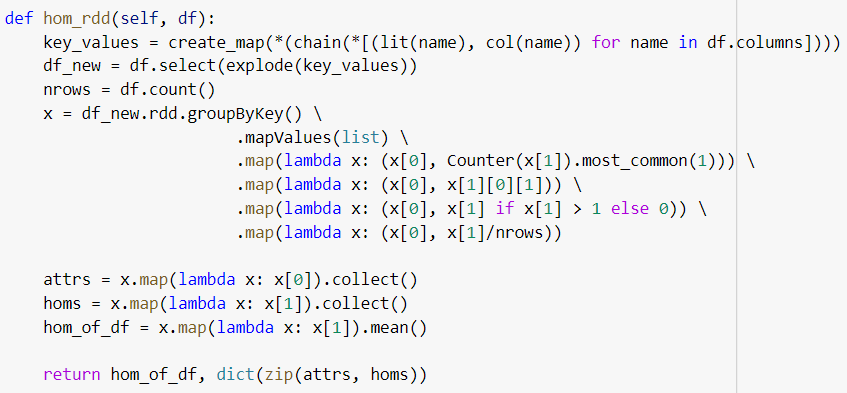 def hom_rdd(self, df):
    key_values = create_map(*(chain(*[(lit(name), col(name)) for name in df.columns])))
    df_new = df.select(explode(key_values))
    nrows = df.count()
    x = df_new.rdd.groupByKey() \
                        .mapValues(list) \
                        .map(lambda x: (x[0], Counter(x[1]).most_common(1))) \
                        .map(lambda x: (x[0], x[1][0][1])) \
                        .map(lambda x: (x[0], x[1] if x[1] > 1 else 0)) \
                        .map(lambda x: (x[0], x[1]/nrows))

    attrs = x.map(lambda x: x[0]).collect()
    homs = x.map(lambda x: x[1]).collect()
    hom_of_df = x.map(lambda x: x[1]).mean()

    return hom_of_df, dict(zip(attrs, homs))